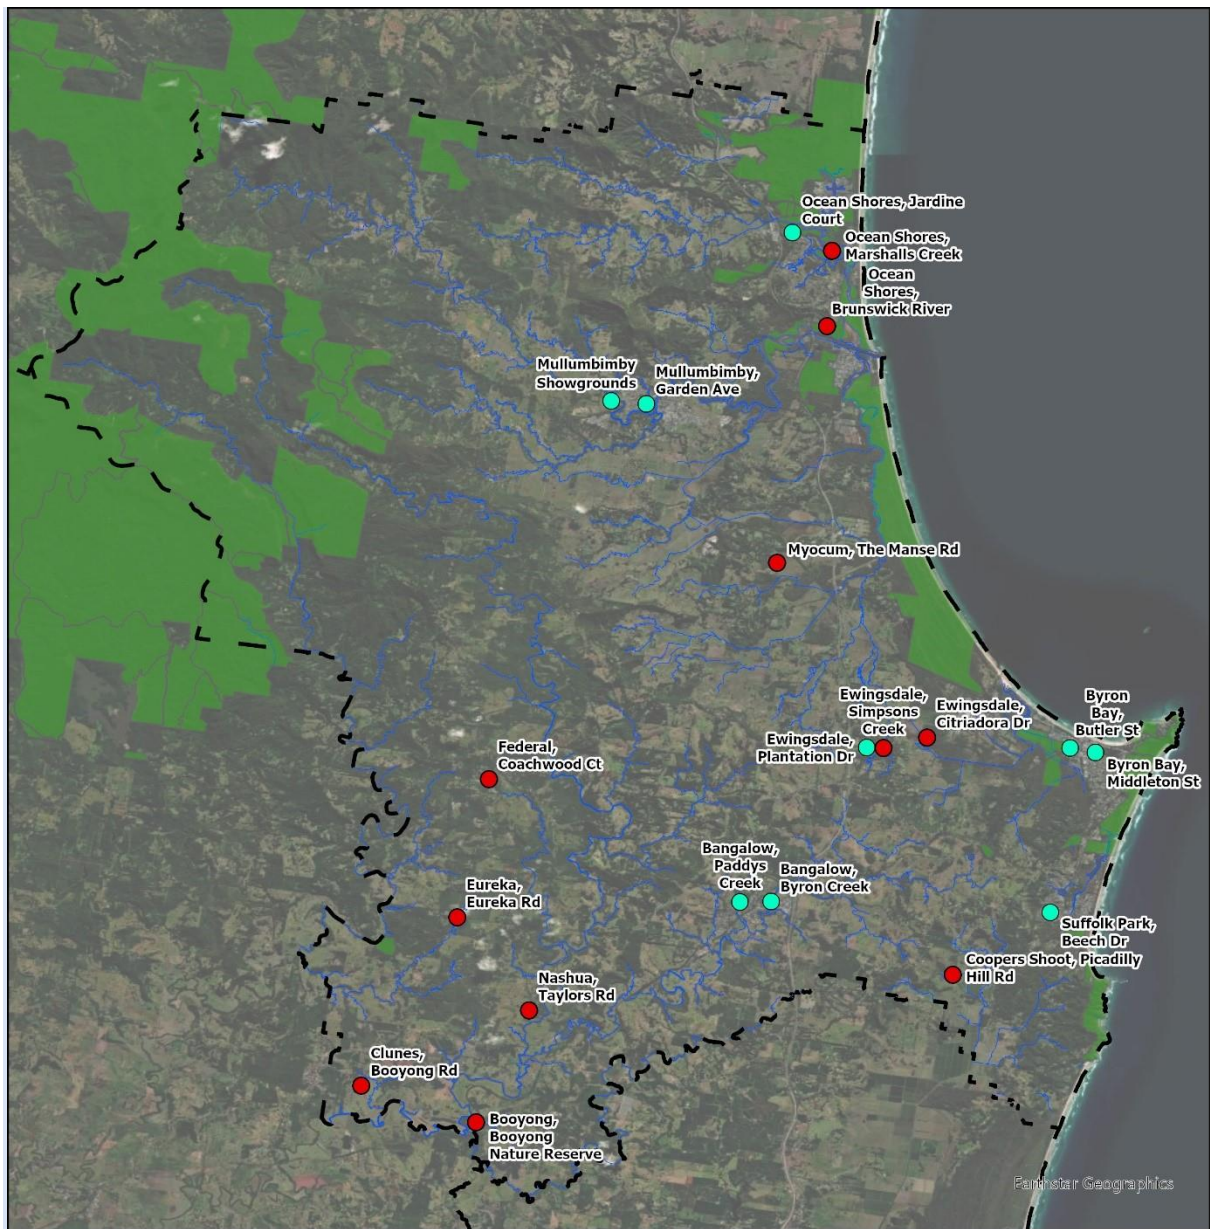 Ocean Shores, Jardine
Court
Ocean Shores,
Marshalls Creek
Ocean
Shores,
Brunswick River
Mullumbimby
Showgrounds
Mullumbimby,
Garden Ave
Myocum, The Manse Rd
Ewingsdale,
Simpsons
Creek
Ewingsdale,
Citriadora Dr
Byron
Bay,
Butler St
Ewingsdale,
Plantation Dr
Byron Bay,
Middleton St
Federal,
Coachwood Ct
Bangalow,
Paddys
Creek
Bangalow,
Byron Creek
Eureka,
Eureka Rd
Suffolk Park,
Beech Dr
Coopers Shoot, Picadilly
Hill Rd
Nashua,
Taylors Rd
Clunes,
Booyong Rd
Booyong,
Booyong
Nature Reserve
Earthstar Geographics